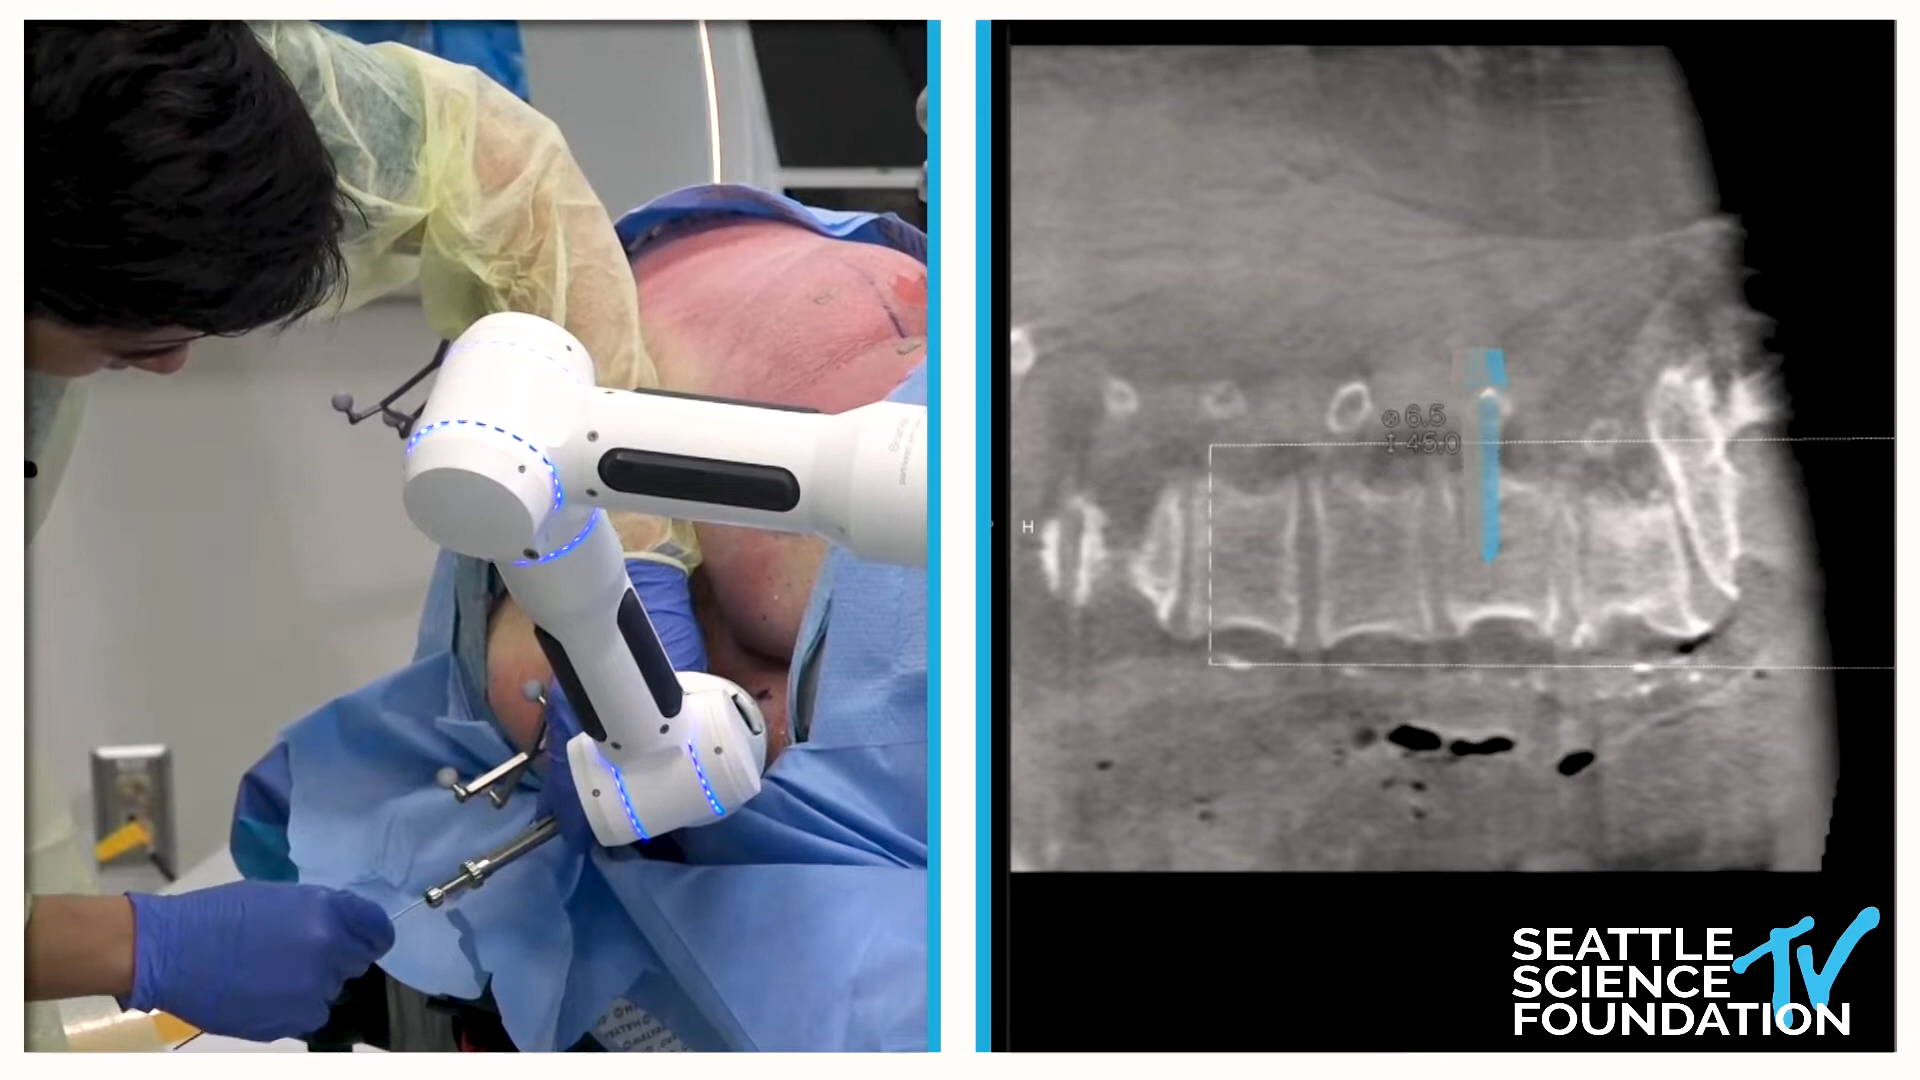 ⌀ 6.5
I 45.0
H
SEATTLE
SCIENCE TV
FOUNDATION